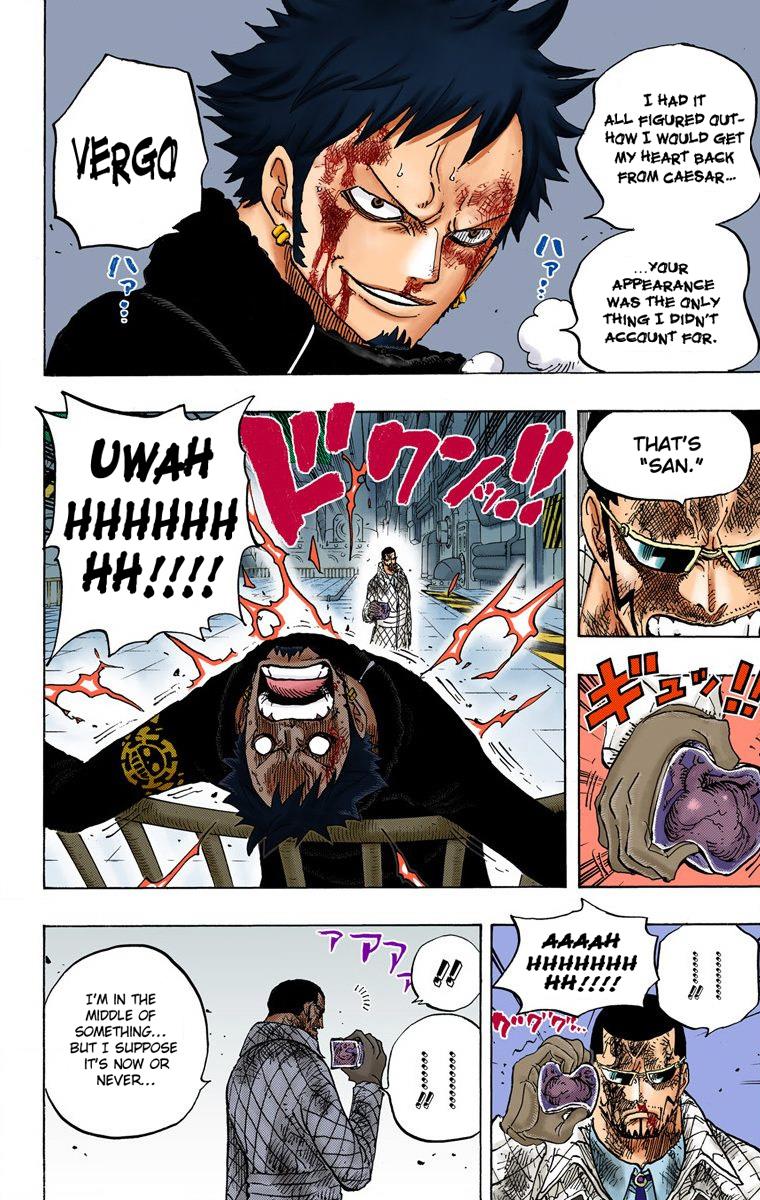 I HAD IT
ALL FIGURED OUT-
HOW I WOULD GET
MY HEART BACK
FROM CAESAR...
...YOUR
APPEARANCE
WAS THE ONLY
THING I DIDN'T
ACCOUNT FOR.
VERGO
ハァ…
ハァ…
THAT'S
"SAN."
ギュッ!!
ドクンッ…!!
UWAH
HHHHHH
HH!!!!
!!
AAAAH
HHHHHHH
HH!!!!
ググググ…
!!
!!
アアアア
I'M IN THE
MIDDLE OF
SOMETHING...
BUT I SUPPOSE
IT'S NOW OR
NEVER...